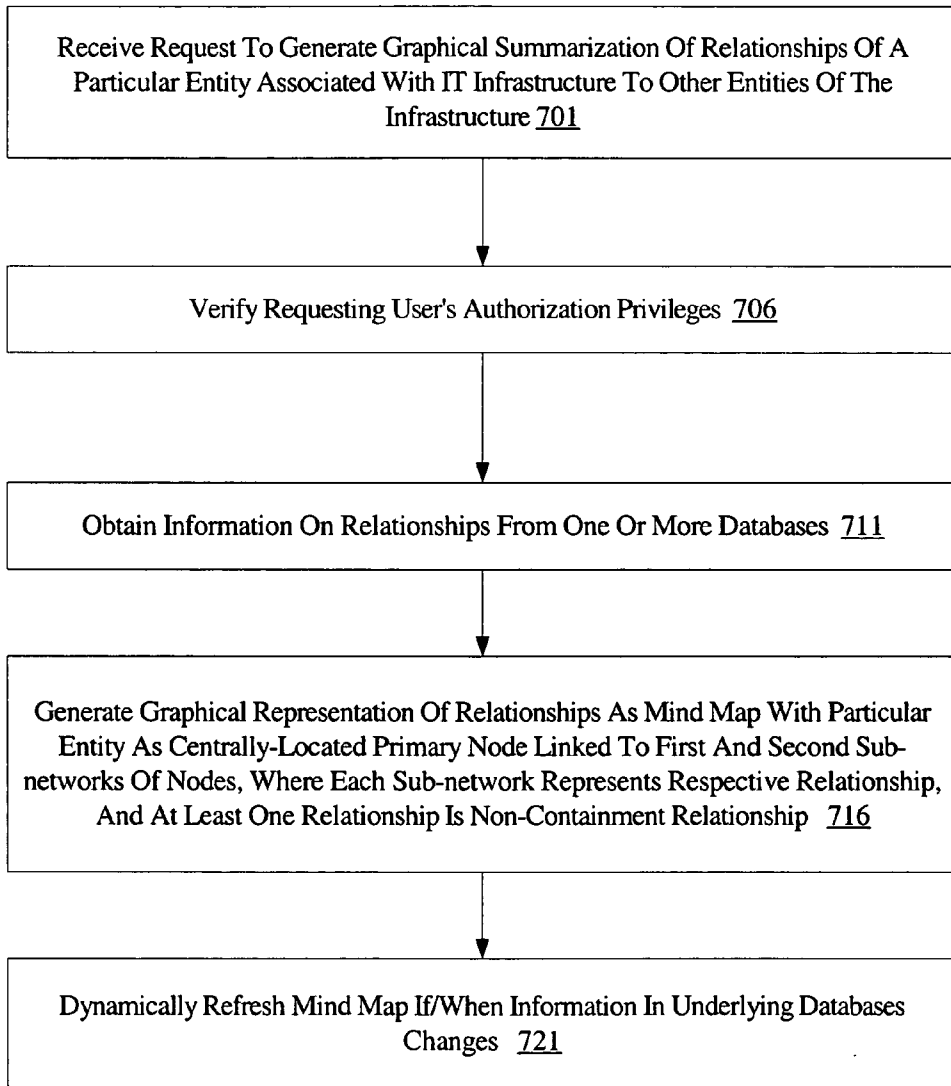 Receive Request To Generate Graphical Summarization Of Relationships Of A
Particular Entity Associated With IT Infrastructure To Other Entities Of The
Infrastructure 701
Verify Requesting User's Authorization Privileges 706
Obtain Information On Relationships From One Or More Databases 711
Generate Graphical Representation Of Relationships As Mind Map With Particular
Entity As Centrally-Located Primary Node Linked To First And Second Sub-
networks Of Nodes, Where Each Sub-network Represents Respective Relationship,
And At Least One Relationship Is Non-Containment Relationship 716
Dynamically Refresh Mind Map If/When Information In Underlying Databases
Changes 721